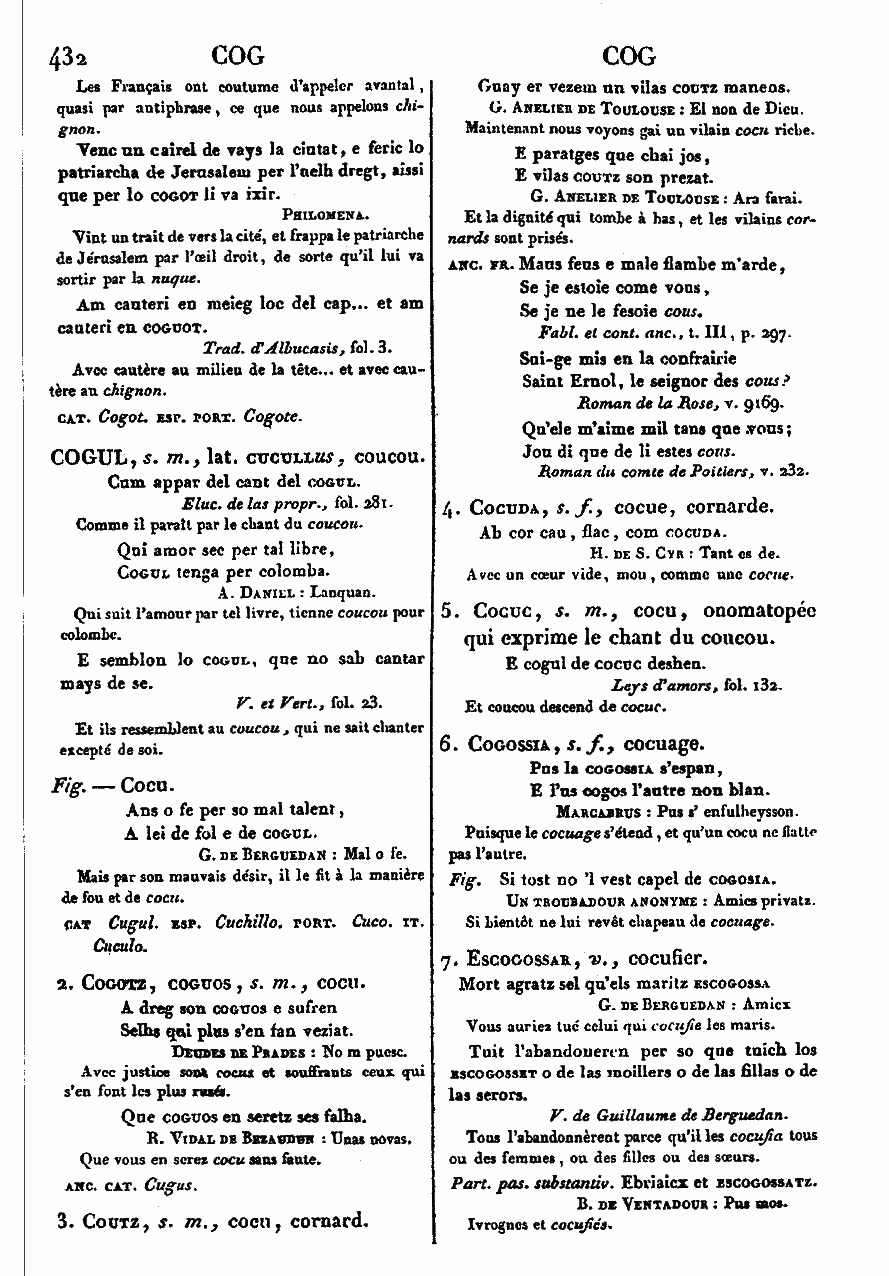 432 COG COG
Les Français ont coutume d'appeler avantal,
quasi par antiphrase, ce que nous appelons chi-
gnon.
Venc un cairel de vays la ciutat, e feric lo
patriarcha de Jerusalem per l'uelh dregt, aissi
que per lo COGOT li va ixir.
PHILOMENA.
Vint un trait de vers la cité, et frappa le patriarche
de Jérusalem par l'œil droit, de sorte qu'il lui va
sortir par la nuque.
Am cauteri en meieg loc del cap... et am
cauteri en COGUOT.
Trad. d'Albucasis, fol. 3.
Avec cautère au milieu de la tête... et avec cau-
tère au chignon.
CAT. Cogot. ESP. PORT. Cogote.
COGUL, s. m., lat. CUCULLUS, coucou.
Cum appar del cant del COGUL.
Eluc. de las propr., fol. 281.
Comme il paraît par le chant du coucou.
Qui amor sec per tal libre,
COGUL tenga per colomba.
A. DANIEL : Lanquan.
Qui suit l'amour par tel livre, tienne coucou pour
colombe.
E semblon lo COGUL, que no sab cantar
mays de se.
V. et Vert., fol. 23.
Et ils ressemblent au coucou, qui ne sait chanter
excepté de soi.
Fig. — Cocu.
Ans o fe per so mal talent,
A lei de fol e de COGUL.
G. DE BERGUEDAN : Mal o fe.
Mais par son mauvais désir, il le fit à la manière
de fou et de cocu.
CAT Cugul. ESP. Cuchillo. PORT. Cuco. IT.
Cuculo.
2. COGOTZ, COGUOS, s. m., cocu.
A dreg son COGUOS e sufren
Selhs qui plus s'en fan veziat.
DEUDES DE PRADES : No m puesc.
Avec justice sont cocus et souffrants ceux qui
s'en font les plus rusés.
Que COGUOS en seretz ses falha.
R. VIDAL DE BEZAUDUN : Unas novas.
Que vous en serez cocu sans faute.
ANC. CAT. Cugus.
3. COUTZ, s. m., cocu, cornard.
Guay er vezem un vilas COUTZ manens.
G. ANELIER DE TOULOUSE : El non de Dieu.
Maintenant nous voyons gai un vilain cocu riche.
E paratges que chai jos,
E vilas COUTZ son prezat.
G. ANELIER DE TOULOUSE : Ara farai.
Et la dignité qui tombe à bas, et les vilains cor-
nards sont prisés.
ANC. FR. Maus feus e male flambe m'arde,
Se je estoie come vous,
Se je ne le fesoie cous.
Fabl. et cont. anc., t. III, p. 297.
Sui-ge mis en la confrairie
Saint Ernol, le seignor des cous?
Roman de la Rose, v. 9169.
Qu'ele m'aime mil tans que vous;
Jou di que de li estes cous.
Roman du comte de Poitiers, v. 232.
4. COCUDA, s. f., cocue, cornarde.
Ab cor cau, flac, com COCUDA.
H. DE S. CYR : Tant es de.
Avec un cœur vide, mou, comme une cocue.
5. COCUC, s. m., cocu, onomatopée
qui exprime le chant du coucou.
E cogul de COCUC deshen.
Leys d'amors, fol. 132.
Et coucou descend de cocuc.
6. COGOSSIA, s. f., cocuage.
Pus la COGOSSIA s'espan,
E l'us cogos l'autre non blan.
MARCABRUS : Pus s' enfulheysson.
Puisque le cocuage s'étend, et qu'un cocu ne flatte
pas l'autre.
Fig. Si tost no 'l vest capel de COGOSIA.
UN TROUBADOUR ANONYME : Amics privatz.
Si bientôt ne lui revêt chapeau de cocuage.
7. ESCOGOSSAR, v., cocufier.
Mort agratz sel qu'els maritz ESCOGOSSA
G. DE BERGUEDAN : Amicx
Vous auriez tué celui qui cocufie les maris.
Tuit l'abandoneren per so que tuich los
ESCOGOSSET o de las moillers o de las fillas o de
las serors.
V. de Guillaume de Berguedan.
Tous l'abandonnèrent parce qu'il les cocufia tous
ou des femmes, ou des filles ou des sœurs.
Part. pas. substantiv. Ebriaicx et ESCOGOSSATZ.
B. DE VENTADOUR : Pus mos.
Ivrognes et cocufiés.